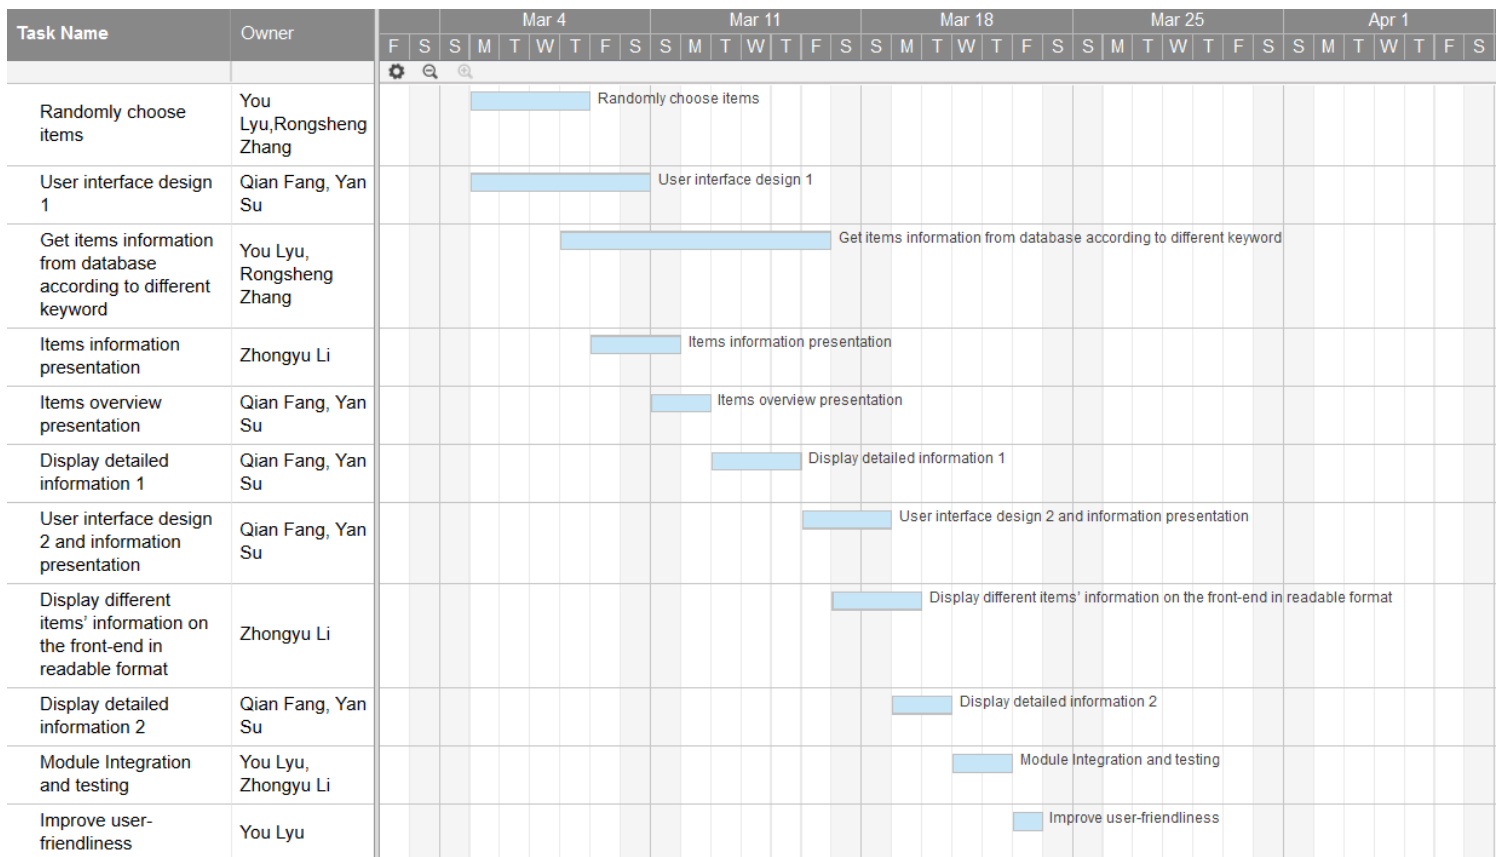 Task Name
Owner
Mar 4
Mar 11
Mar 18
Mar 25
Apr 1
F S S M T W T F S S M T W T F S S M T W T F S S M T W T F S S M T W T F S
Randomly choose
items
You
Lyu,Rongsheng
Zhang
Randomly choose items
User interface design
1
Qian Fang, Yan
Su
User interface design 1
Get items information
from database
according to different
keyword
You Lyu,
Rongsheng
Zhang
Get items information from database according to different keyword
Items information
presentation
Zhongyu Li
Items information presentation
Items overview
presentation
Qian Fang, Yan
Su
Items overview presentation
Display detailed
information 1
Qian Fang, Yan
Su
Display detailed information 1
User interface design
2 and information
presentation
Qian Fang, Yan
Su
User interface design 2 and information presentation
Display different
items’ information on
the front-end in
readable format
Zhongyu Li
Display different items’ information on the front-end in readable format
Display detailed
information 2
Qian Fang, Yan
Su
Display detailed information 2
Module Integration
and testing
You Lyu,
Zhongyu Li
Module Integration and testing
Improve user-
friendliness
You Lyu
Improve user-friendliness